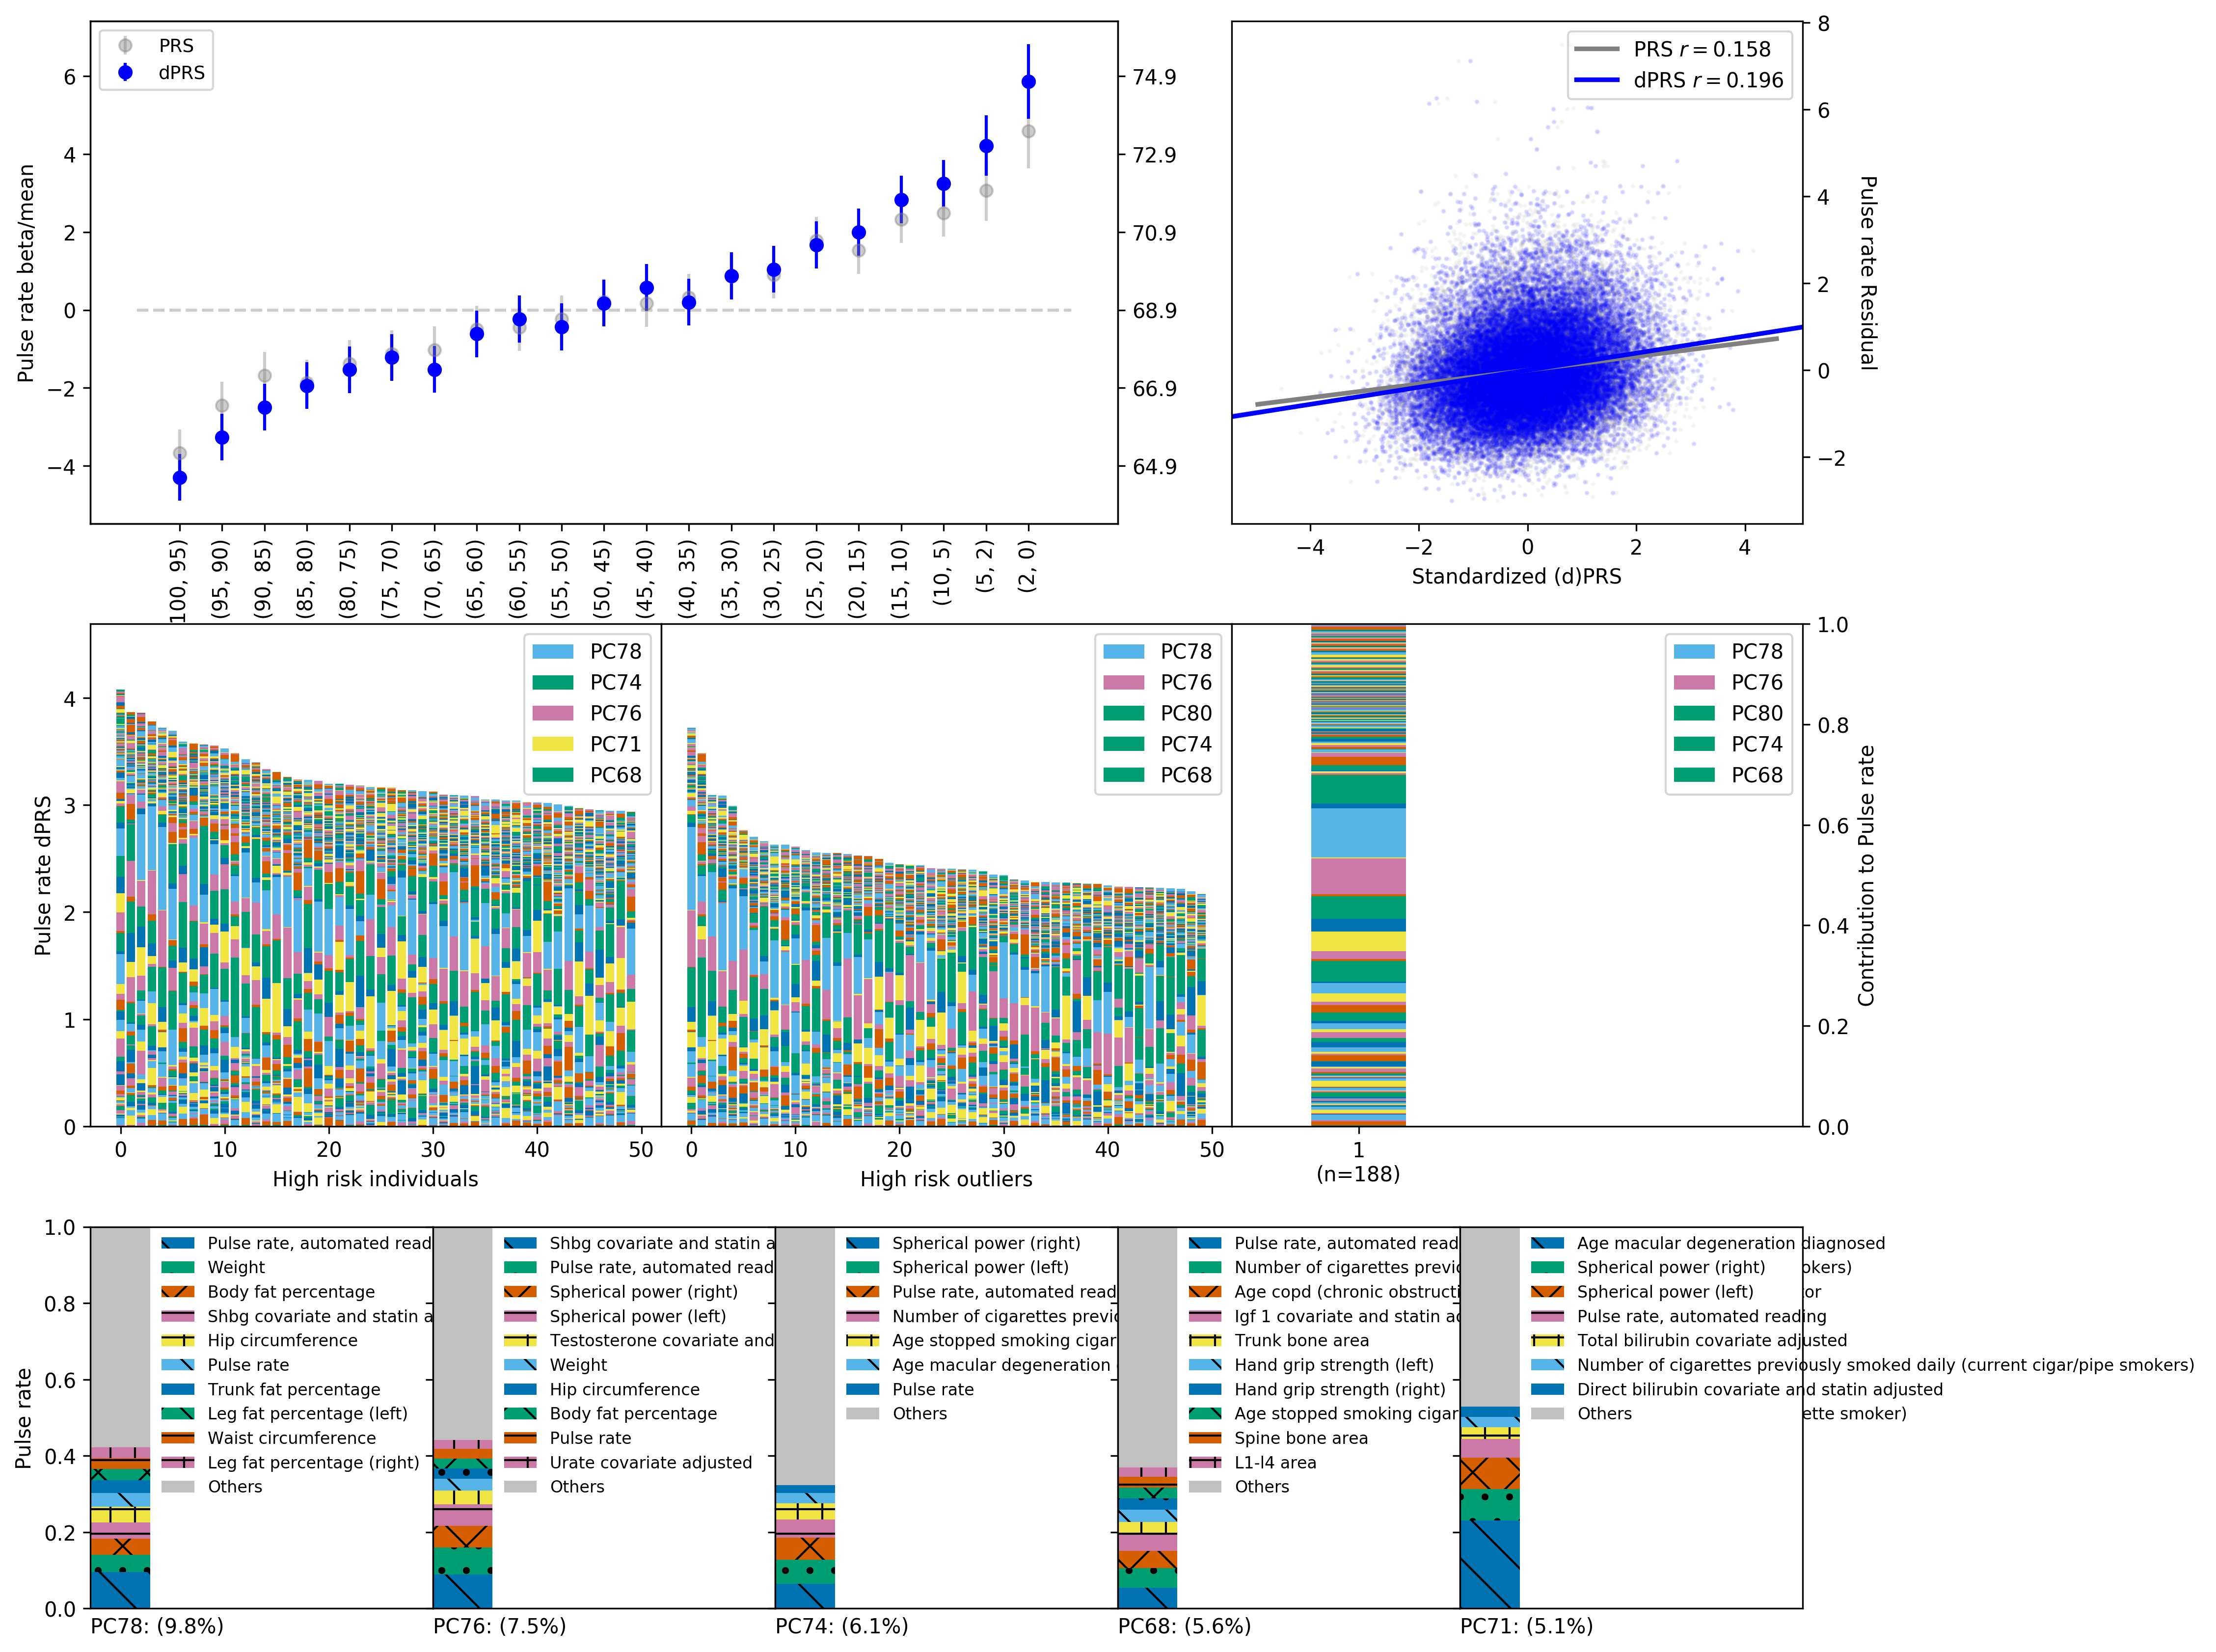 PRS
dPRS
6
4
2
0
−2
−4
Pulse rate beta/mean
74.9
72.9
70.9
68.9
66.9
64.9
100, 95)
(95, 90)
(90, 85)
(85, 80)
(80, 75)
(75, 70)
(70, 65)
(65, 60)
(60, 55)
(55, 50)
(50, 45)
(45, 40)
(40, 35)
(35, 30)
(30, 25)
(25, 20)
(20, 15)
(15, 10)
(10, 5)
(5, 2)
(2, 0)
PRS r = 0.158
dPRS r = 0.196
8
6
4
2
0
−2
Pulse rate Residual
−4
−2
0
2
4
Standardized (d)PRS
PC78
PC74
PC76
PC71
PC68
4
3
2
1
0
Pulse rate dPRS
0
10
20
30
40
50
High risk individuals
PC78
PC76
PC80
PC74
PC68
0
10
20
30
40
50
High risk outliers
PC78
PC76
PC80
PC74
PC68
1.0
0.8
0.6
0.4
0.2
0.0
Contribution to Pulse rate
1
(n=188)
1.0
0.8
0.6
0.4
0.2
0.0
Pulse rate
Pulse rate, automated read
Weight
Body fat percentage
Shbg covariate and statin a
Hip circumference
Pulse rate
Trunk fat percentage
Leg fat percentage (left)
Waist circumference
Leg fat percentage (right)
Others
PC78: (9.8%)
Shbg covariate and statin a
Pulse rate, automated read
Spherical power (right)
Spherical power (left)
Testosterone covariate and
Weight
Hip circumference
Body fat percentage
Pulse rate
Urate covariate adjusted
Others
PC76: (7.5%)
Spherical power (right)
Spherical power (left)
Pulse rate, automated read
Number of cigarettes previo
Age stopped smoking cigar
Age macular degeneration
Pulse rate
Others
PC74: (6.1%)
Pulse rate, automated read
Number of cigarettes previo
Age copd (chronic obstructi
Igf 1 covariate and statin ad
Trunk bone area
Hand grip strength (left)
Hand grip strength (right)
Age stopped smoking cigar
Spine bone area
L1-l4 area
Others
PC68: (5.6%)
Age macular degeneration diagnosed
Spherical power (right) okers)
Spherical power (left) or
Pulse rate, automated reading
Total bilirubin covariate adjusted
Number of cigarettes previously smoked daily (current cigar/pipe smokers)
Direct bilirubin covariate and statin adjusted
Others ette smoker)
PC71: (5.1%)